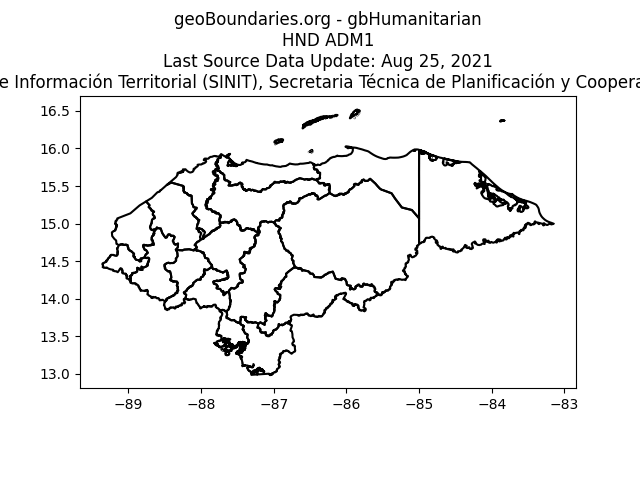 geoBoundaries.org - gbHumanitarian
HND ADM1
Last Source Data Update: Aug 25, 2021
e Información Territorial (SINIT), Secretaria Técnica de Planificación y Coopera
16.5
16.0
15.5
15.0
14.5
14.0
13.5
13.0
−89 −88 −87 −86 −85 −84 −83